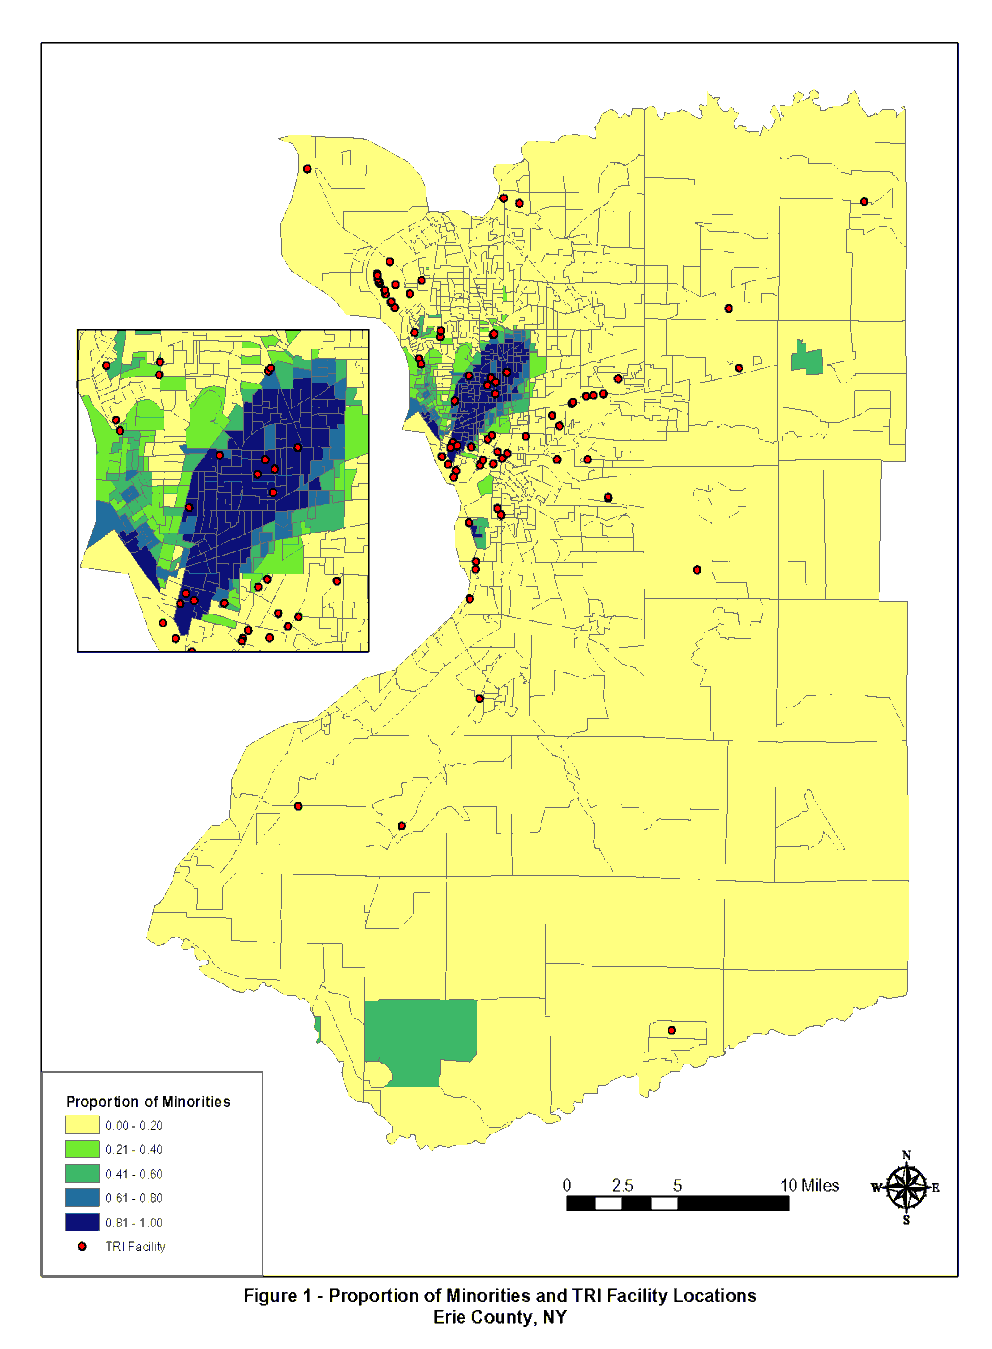 Proportion of Minorities
0.00 - 0.20
0.21 - 0.40
0.41 - 0.60
0.61 - 0.80
0.81 - 1.00
TRI Facility
0 2.5 5 10 Miles
N
W E
S
Figure 1 - Proportion of Minorities and TRI Facility Locations
Erie County, NY